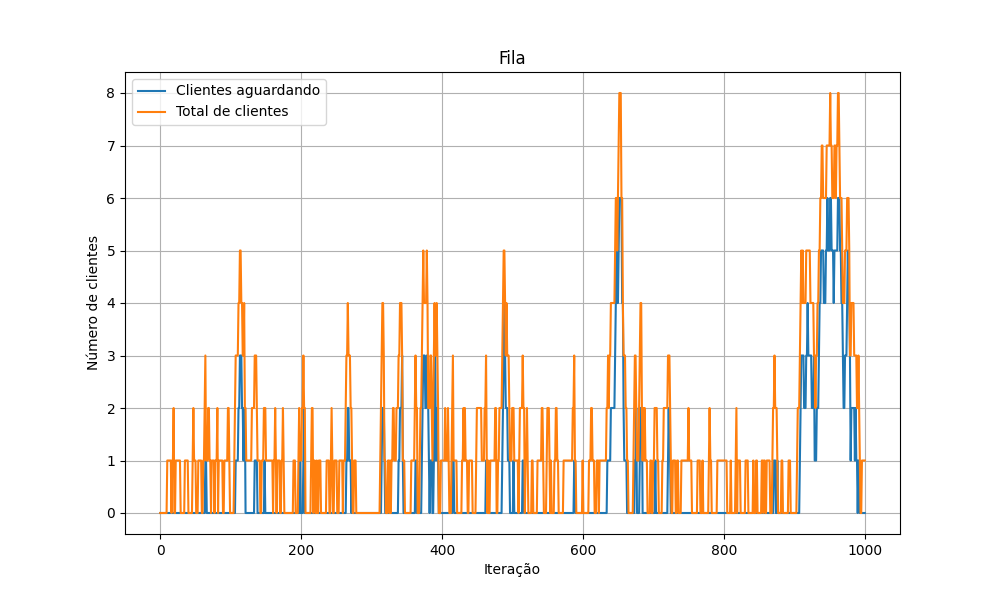 Fila
Clientes aguardando
Total de clientes
Número de clientes
8
7
6
5
4
3
2
1
0
0 200 400 600 800 1000
Iteração